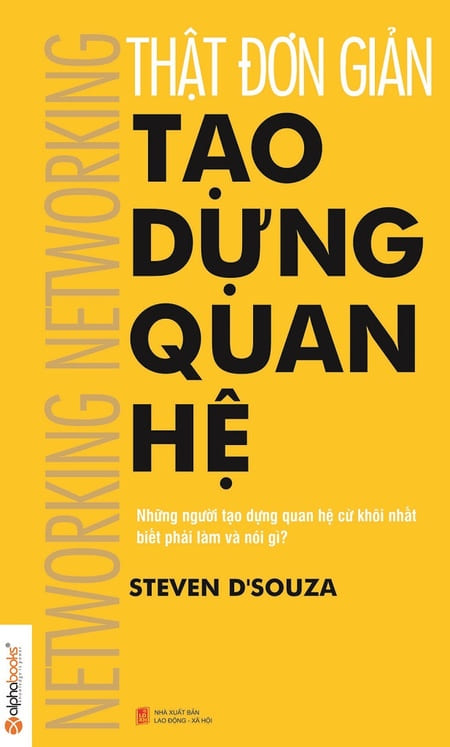 NETWORKING NETWORKING
THẬT ĐƠN GIẢN
TẠO
DỰNG
QUAN
HỆ
Những người tạo dựng quan hệ cừ khôi nhất
biết phải làm và nói gì?
STEVEN D'SOUZA
alphabooks®
NHÀ XUẤT BẢN
LAO ĐỘNG - XÃ HỘI